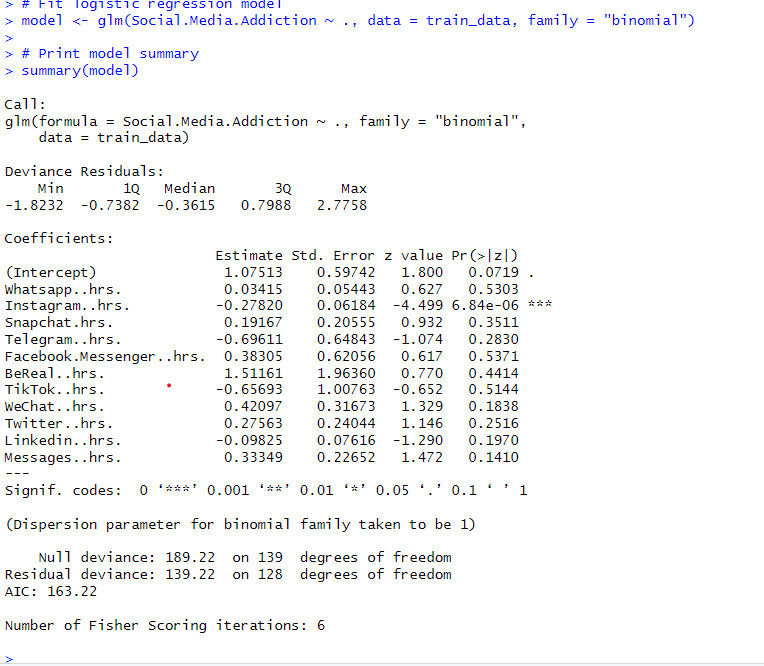 > # Fit logistic regression model
> model <- glm(Social.Media.Addiction ~ ., data = train_data, family = "binomial")
>
> # Print model summary
> summary(model)

Call:
glm(formula = Social.Media.Addiction ~ ., family = "binomial",
    data = train_data)

Deviance Residuals:
    Min       1Q   Median       3Q      Max
-1.8232  -0.7382  -0.3615   0.7988   2.7758

Coefficients:
                         Estimate Std. Error z value Pr(>|z|)
(Intercept)               1.07513    0.59742   1.800   0.0719 .
Whatsapp..hrs.            0.03415    0.05443   0.627   0.5303
Instagram..hrs.          -0.27820    0.06184  -4.499 6.84e-06 ***
Snapchat.hrs.             0.19167    0.20555   0.932   0.3511
Telegram..hrs.           -0.69611    0.64843  -1.074   0.2830
Facebook.Messenger..hrs.  0.38305    0.62056   0.617   0.5371
BeReal..hrs.              1.51161    1.96360   0.770   0.4414
TikTok..hrs.             -0.65693    1.00763  -0.652   0.5144
WeChat..hrs.              0.42097    0.31673   1.329   0.1838
Twitter..hrs.             0.27563    0.24044   1.146   0.2516
Linkedin..hrs.           -0.09825    0.07616  -1.290   0.1970
Messages..hrs.            0.33349    0.22652   1.472   0.1410
---
Signif. codes:  0 ‘***’ 0.001 ‘**’ 0.01 ‘*’ 0.05 ‘.’ 0.1 ‘ ’ 1

(Dispersion parameter for binomial family taken to be 1)

    Null deviance: 189.22  on 139  degrees of freedom
Residual deviance: 139.22  on 128  degrees of freedom
AIC: 163.22

Number of Fisher Scoring iterations: 6

>